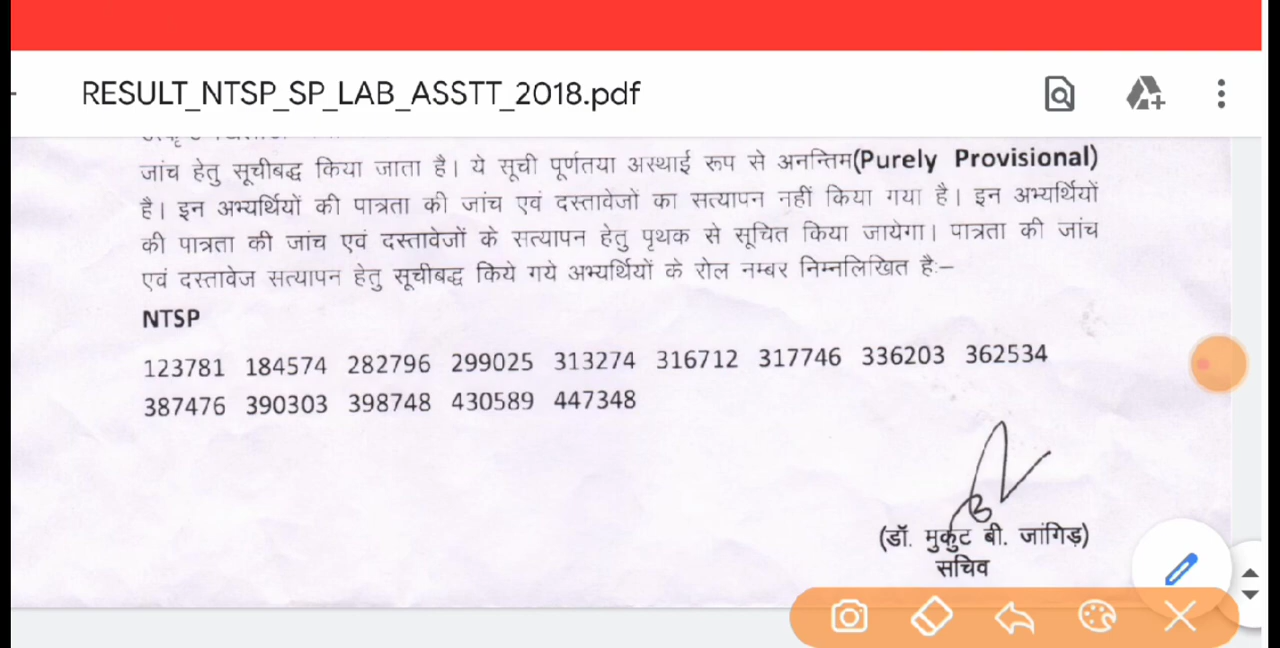 RESULT_NTSP_SP_LAB_ASSTT_2018.pdf
जांच हेतु सूचीबद्ध किया जाता है। ये सूची पूर्णतया अस्थाई रूप से अनन्तिम(Purely Provisional)
है। इन अभ्यर्थियों की पात्रता की जांच एवं दस्तावेजों का सत्यापन नहीं किया गया है। इन अभ्यर्थियों
की पात्रता की जांच एवं दस्तावेजों के सत्यापन हेतु पृथक से सूचित किया जायेगा। पात्रता की जांच
एवं दस्तावेज सत्यापन हेतु सूचीबद्ध किये गये अभ्यर्थियों के रोल नम्बर निम्नलिखित है:–
NTSP
123781 184574 282796 299025 313274 316712 317746 336203 362534
387476 390303 398748 430589 447348
(डॉ. मुकुट बी. जांगिड़)
सचिव